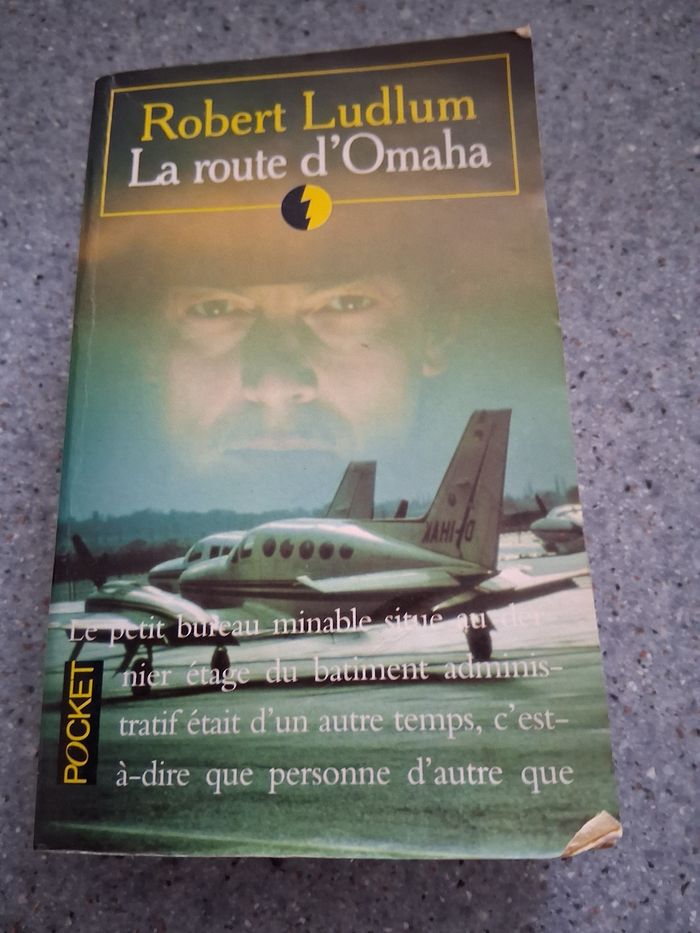 Robert Ludlum
La route d'Omaha
Le petit bureau minable situe au der
nier étage du batiment adminis-
tratif était d'un autre temps, c'est-
à-dire que personne d'autre que
POCKET